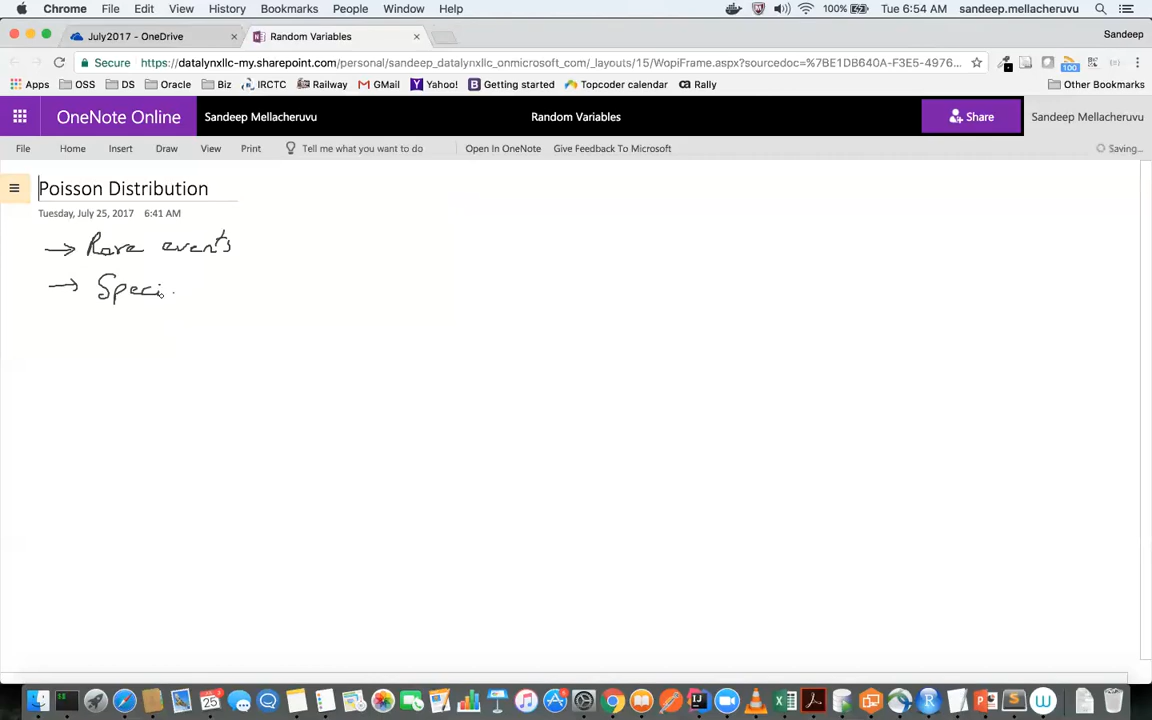 Chrome File Edit View History Bookmarks People Window Help 100% Tue 6:54 AM sandeep.mellacheruvu
July2017 - OneDrive × Random Variables × Sandeep
Secure https://datalynxllc-my.sharepoint.com/personal/sandeep_datalynxllc_onmicrosoft_com/_layouts/15/WopiFrame.aspx?sourcedoc=%7BE1DB640A-F3E5-4976... 100
Apps OSS DS Oracle IRCTC Railway GMail Yahoo! Getting started Topcoder calendar Rally Other Bookmarks
OneNote Online Sandeep Mellacheruvu Random Variables Share Sandeep Mellacheruvu
File Home Insert Draw View Print Tell me what you want to do Open In OneNote Give Feedback To Microsoft Saving...
Poisson Distribution
Tuesday, July 25, 2017 6:41 AM
→ Rare events
→ Speci